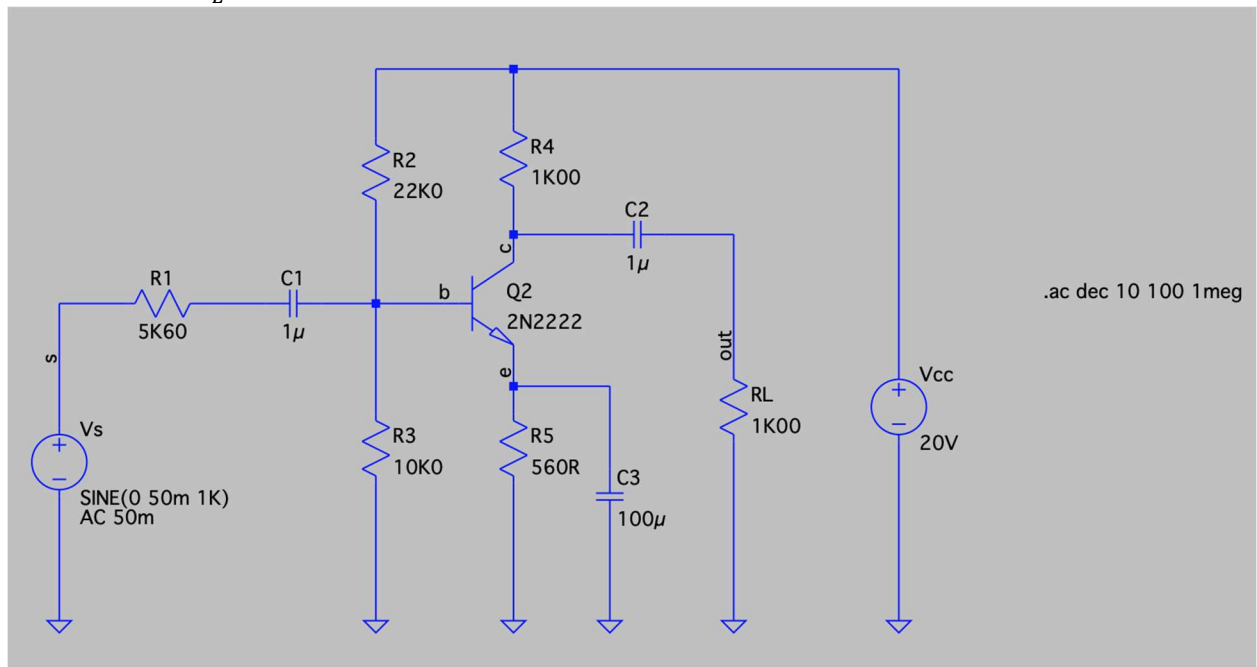 L
R2
22K0
R4
1K00
C2
1µ
c
R1
5K60
C1
1µ
b
Q2
2N2222
.ac dec 10 100 1meg
s
out
e
Vcc
20V
RL
1K00
Vs
R3
10K0
R5
560R
C3
100µ
SINE(0 50m 1K)
AC 50m